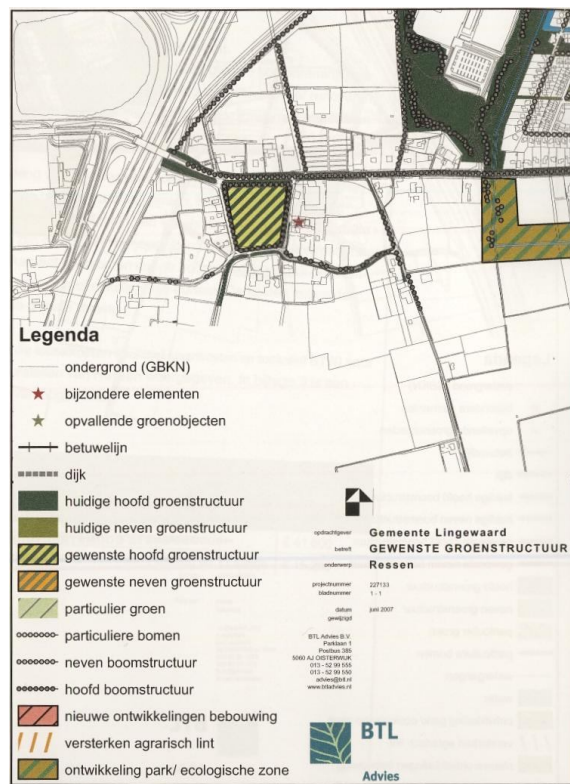 Legenda
ondergrond (GBKN)
bijzondere elementen
opvallende groenobjecten
betuwelijn
dijk
huidige hoofd groenstructuur
huidige neven groenstructuur
gewenste hoofd groenstructuur
gewenste neven groenstructuur
particulier groen
particuliere bomen
neven boomstructuur
hoofd boomstructuur
nieuwe ontwikkelingen bebouwing
versterken agrarisch lint
ontwikkeling park/ ecologische zone
opdrachtgever Gemeente Lingewaard
betreft GEWENSTE GROENSTRUCTUUR
onderwerp Ressen
projectnummer 227133
bladnummer 1 - 1
datum juni 2007
gewijzigd
BTL Advies B.V.
Parklaan 1
Postbus 385
5060 AJ OISTERWIJK
013 - 52 99 555
013 - 52 99 550
advies@btl.nl
www.btladvies.nl
BTL
Advies